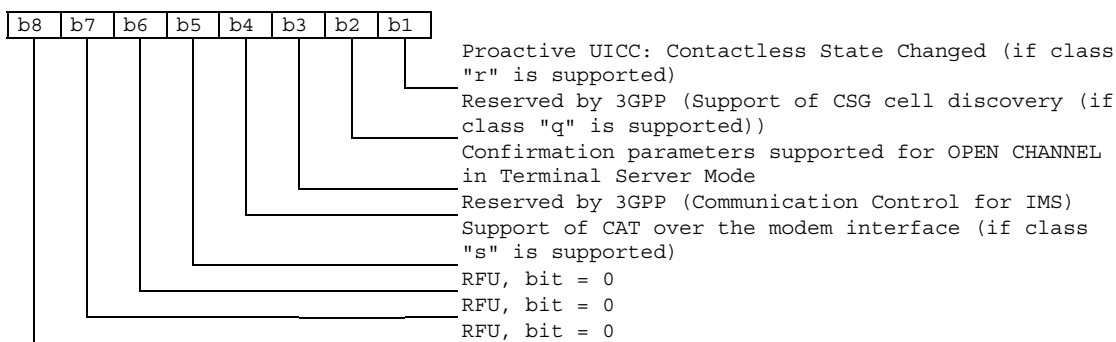 b8 b7 b6 b5 b4 b3 b2 b1
Proactive UICC: Contactless State Changed (if class
"r" is supported)
Reserved by 3GPP (Support of CSG cell discovery (if
class "q" is supported))
Confirmation parameters supported for OPEN CHANNEL
in Terminal Server Mode
Reserved by 3GPP (Communication Control for IMS)
Support of CAT over the modem interface (if class
"s" is supported)
RFU, bit = 0
RFU, bit = 0
RFU, bit = 0